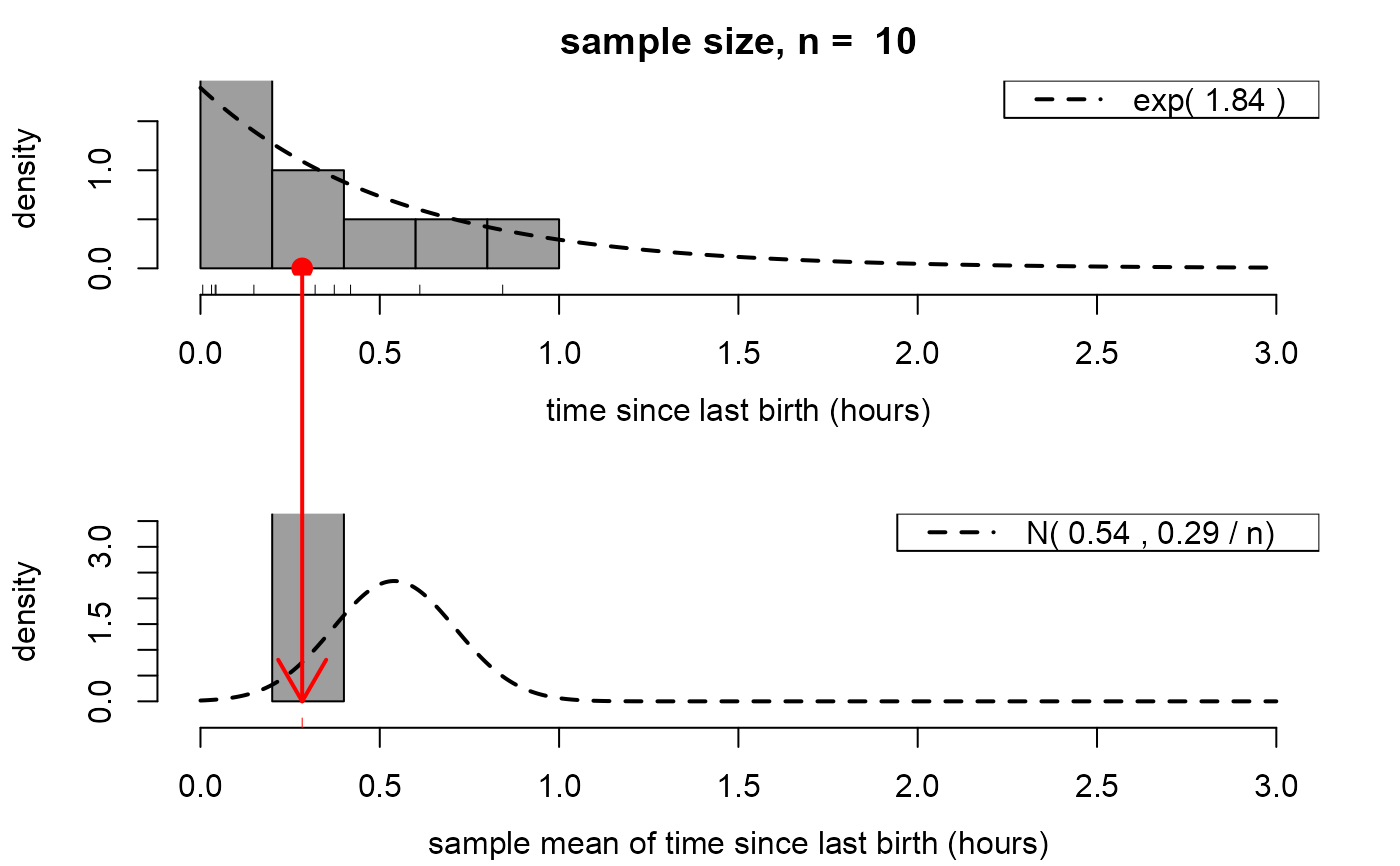 sample size, n = 10
exp( 1.84 )
density
1.0
0.0
0.0 0.5 1.0 1.5 2.0 2.5 3.0
time since last birth (hours)
N( 0.54 , 0.29 / n)
density
3.0
1.5
0.0
0.0 0.5 1.0 1.5 2.0 2.5 3.0
sample mean of time since last birth (hours)